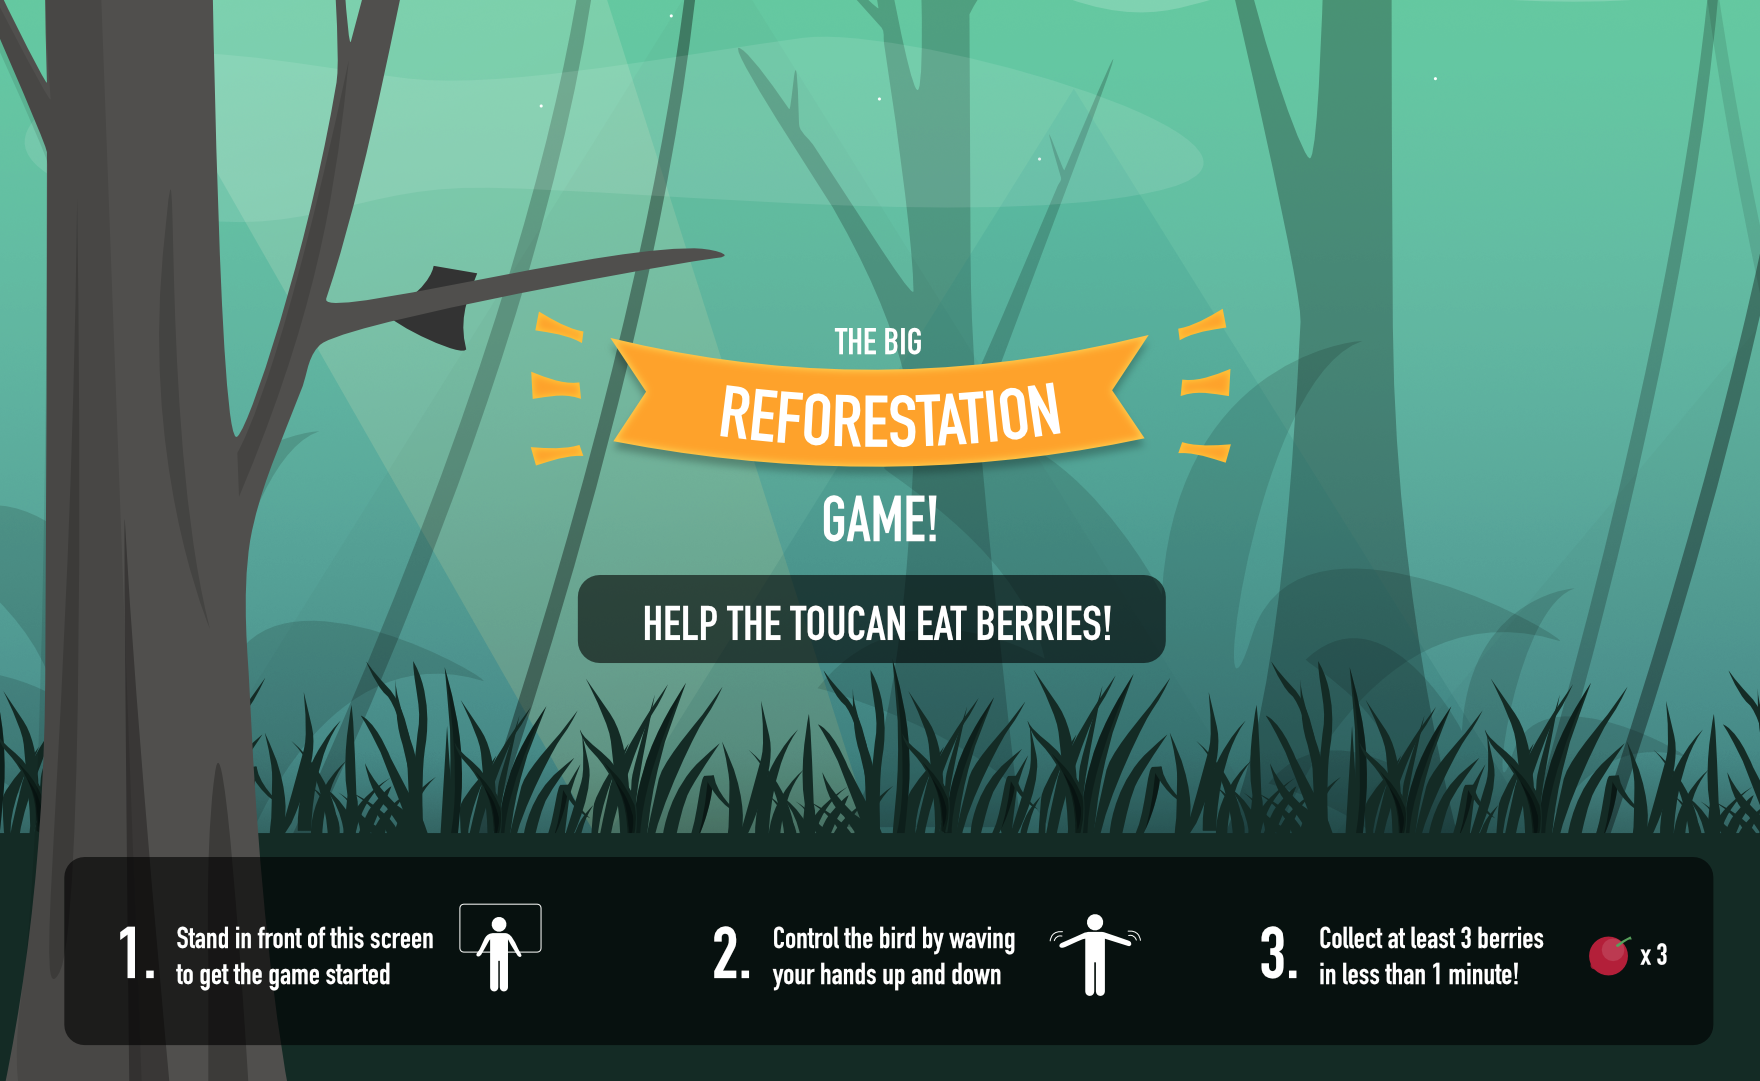 THE BIG
REFORESTATION
GAME!
HELP THE TOUCAN EAT BERRIES!
1.
Stand in front of this screen
to get the game started
2.
Control the bird by waving
your hands up and down
3.
Collect at least 3 berries
in less than 1 minute!
x 3